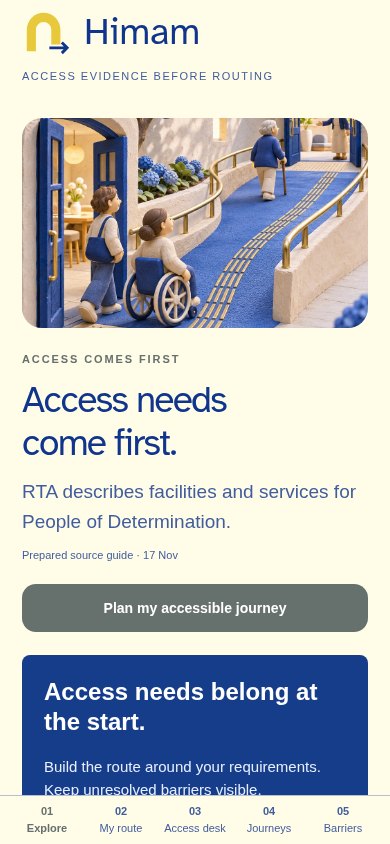 Himam
ACCESS EVIDENCE BEFORE ROUTING
ACCESS COMES FIRST
Access needs
come first.
RTA describes facilities and services for
People of Determination.
Prepared source guide · 17 Nov
Plan my accessible journey
Access needs belong at
the start.
Build the route around your requirements.
Keep unresolved barriers visible.
01 02 03 04 05
Explore My route Access desk Journeys Barriers